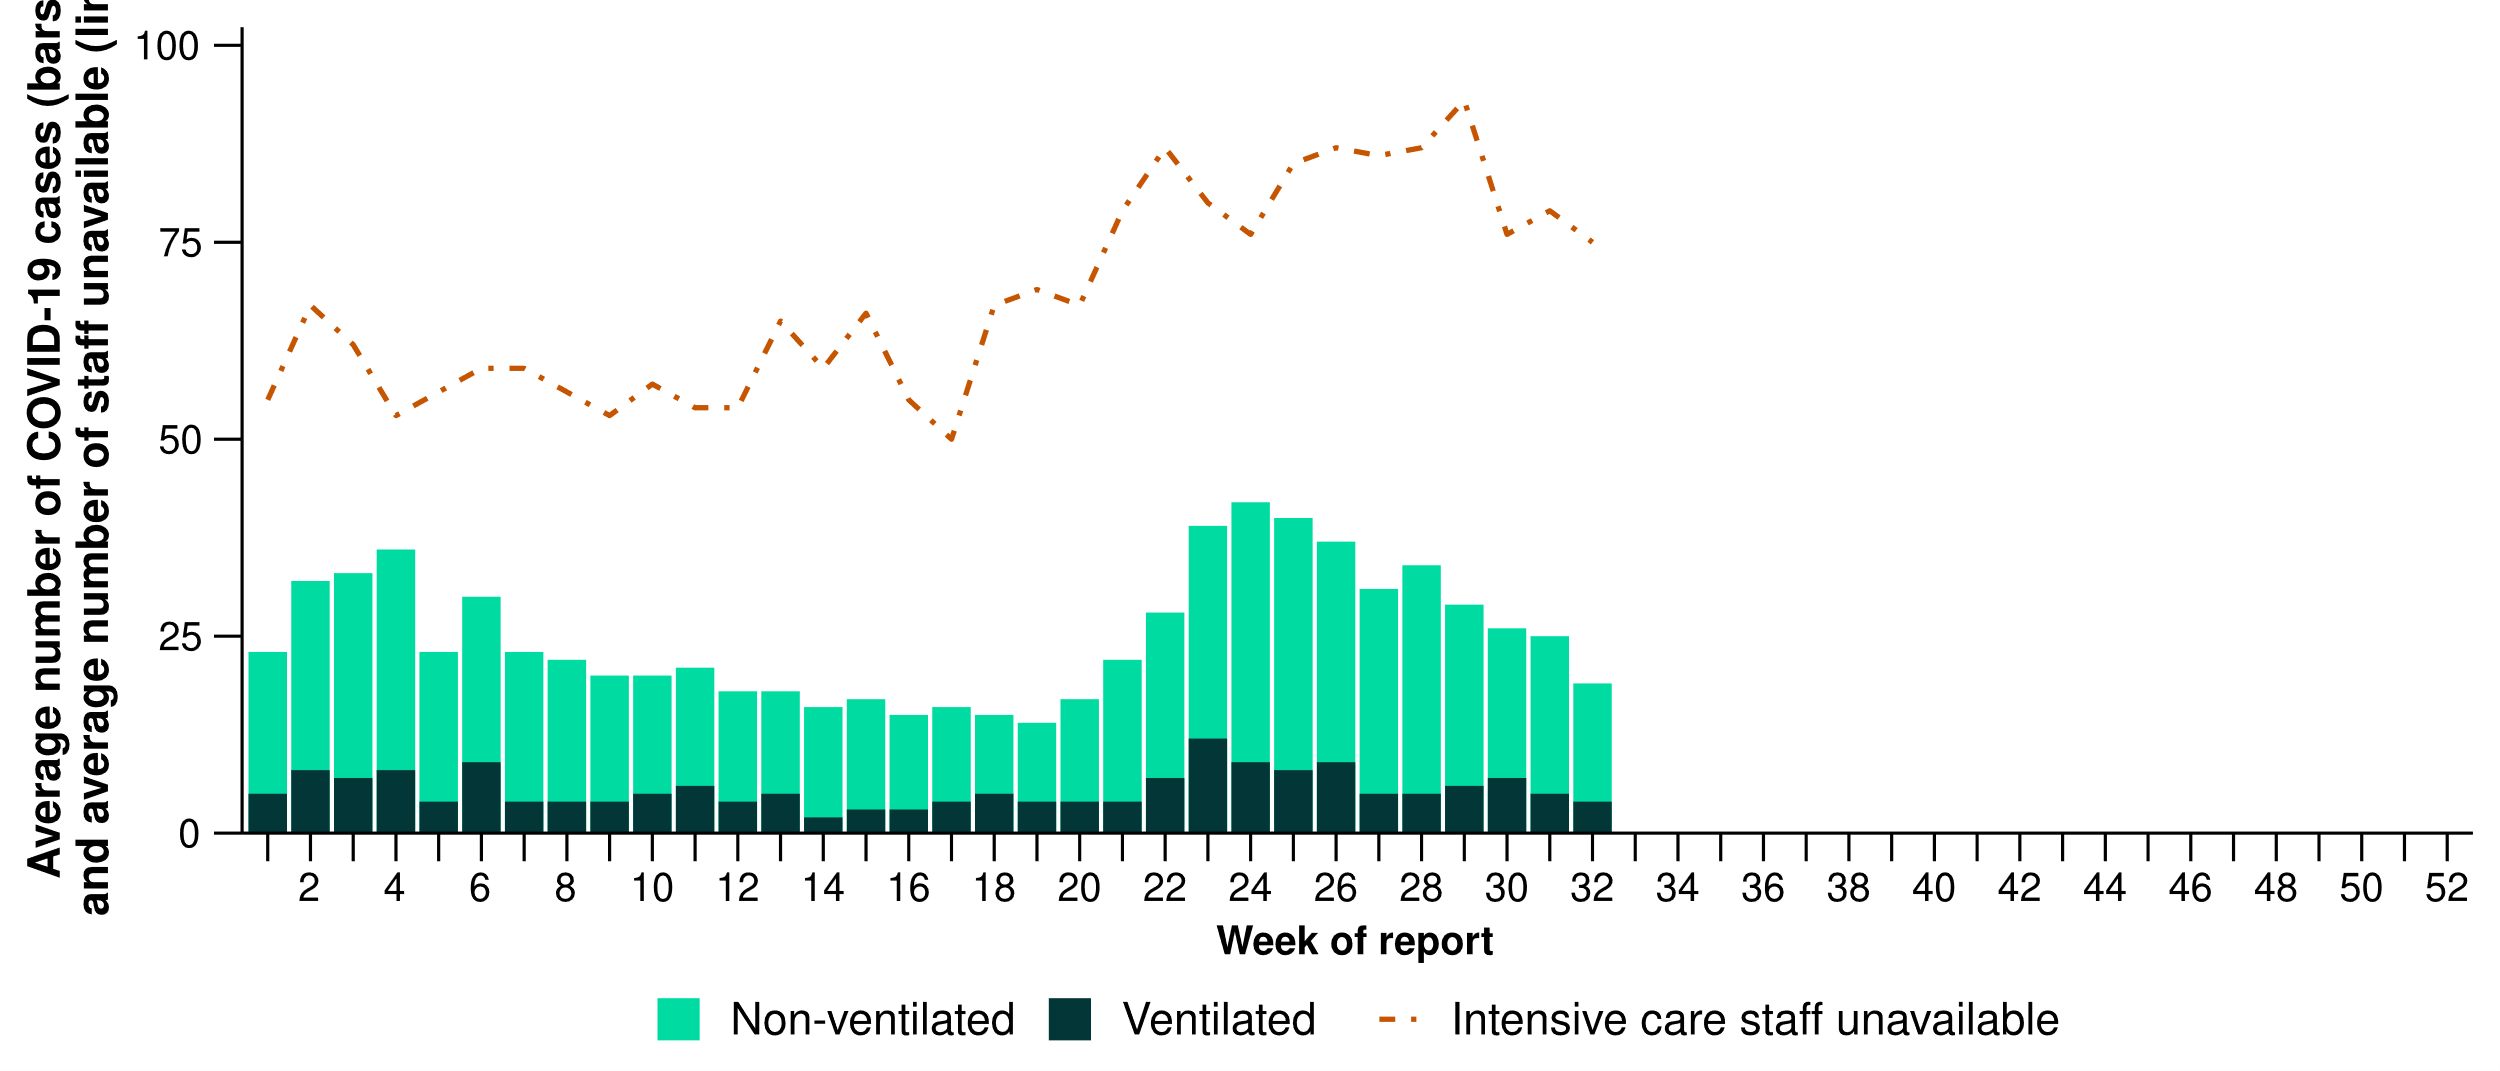 Average number of COVID-19 cases (bars
and average number of staff unavailable
100
75
50
25
0
2 4 6 8 10 12 14 16 18 20 22 24 26 28 30 32 34 36 38 40 42 44 46 48 50 52
Week of report
Non-ventilated Ventilated Intensive care staff unavailable